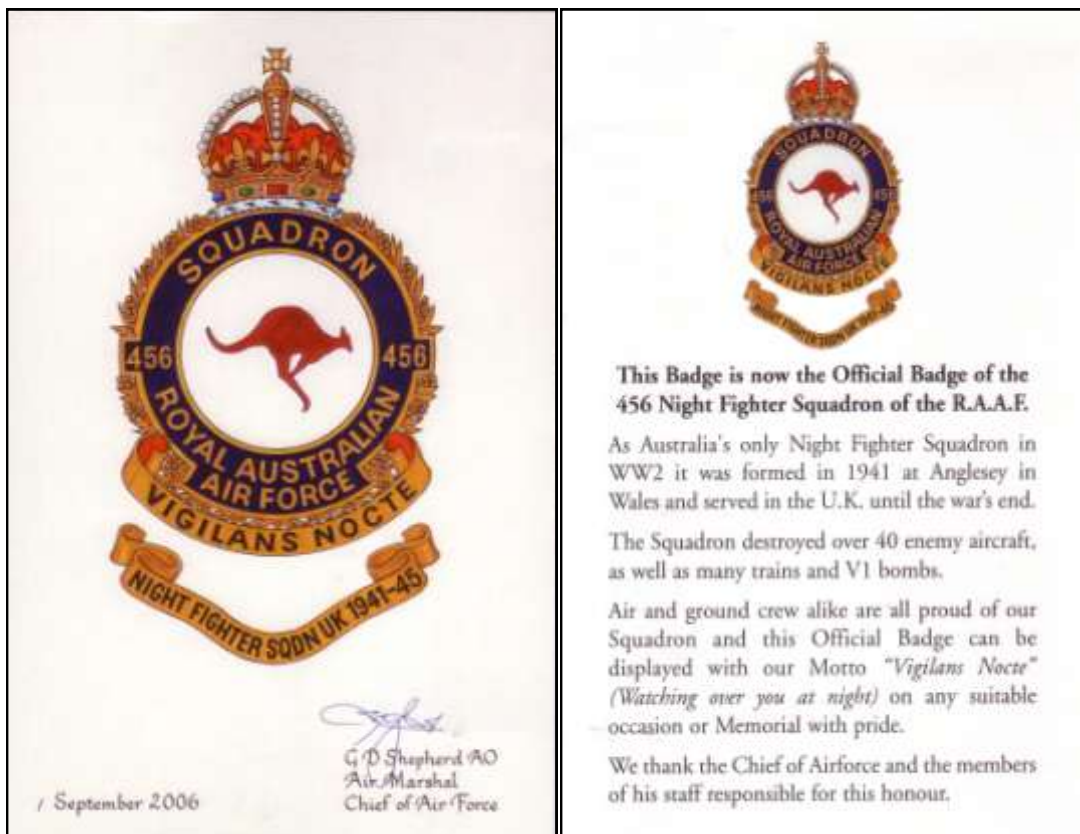 SQUADRON
456 456
ROYAL AUSTRALIAN
AIR FORCE
VIGILANS NOCTE
NIGHT FIGHTER SQDN UK 1941-45
G D Shepherd AO
Air Marshal
1 September 2006 Chief of Air Force
SQUADRON
456 456
ROYAL AUSTRALIAN
AIR FORCE
VIGILANS NOCTE
NIGHT FIGHTER SQDN UK 1941-45
This Badge is now the Official Badge of the
456 Night Fighter Squadron of the R.A.A.F.
As Australia's only Night Fighter Squadron in
WW2 it was formed in 1941 at Anglesey in
Wales and served in the U.K. until the war's end.
The Squadron destroyed over 40 enemy aircraft,
as well as many trains and V1 bombs.
Air and ground crew alike are all proud of our
Squadron and this Official Badge can be
displayed with our Motto "Vigilans Nocte"
(Watching over you at night) on any suitable
occasion or Memorial with pride.
We thank the Chief of Airforce and the members
of his staff responsible for this honour.